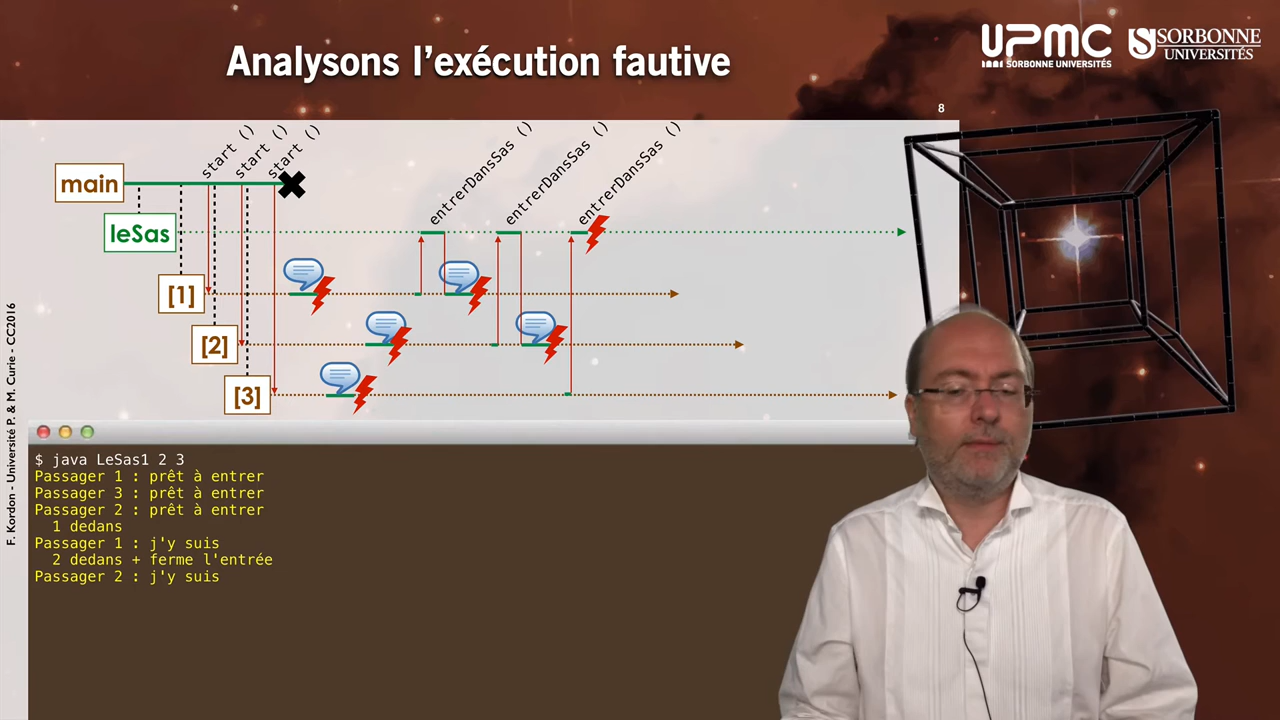 Analysons l'exécution fautive
UPMC
SORBONNE UNIVERSITÉS
SORBONNE
UNIVERSITÉS
8
start ()
start ()
start ()
entrerDansSas ()
entrerDansSas ()
entrerDansSas ()
main
leSas
[1]
[2]
[3]
F. Kordon - Université P. & M. Curie - CC2016
$ java LeSas1 2 3
Passager 1 : prêt à entrer
Passager 3 : prêt à entrer
Passager 2 : prêt à entrer
1 dedans
Passager 1 : j'y suis
2 dedans + ferme l'entrée
Passager 2 : j'y suis